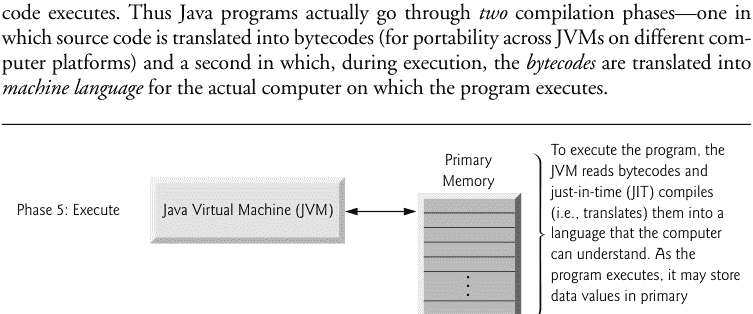 code executes. Thus Java programs actually go through two compilation phases—one in
which source code is translated into bytecodes (for portability across JVMs on different com-
puter platforms) and a second in which, during execution, the bytecodes are translated into
machine language for the actual computer on which the program executes.
Phase 5: Execute
Java Virtual Machine (JVM)
Primary
Memory
To execute the program, the
JVM reads bytecodes and
just-in-time (JIT) compiles
(i.e., translates) them into a
language that the computer
can understand. As the
program executes, it may store
data values in primary